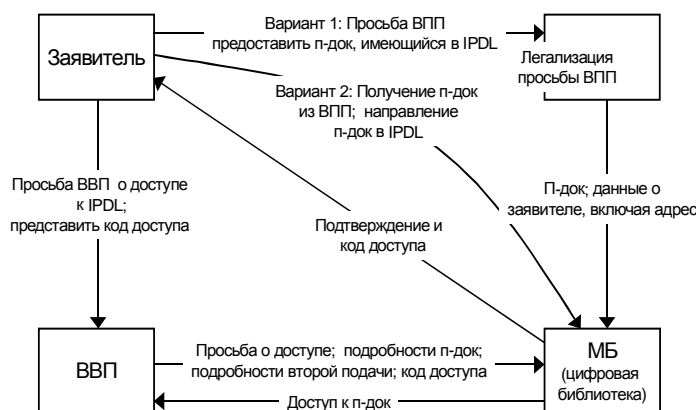 Вариант 1: Просьба ВПП
предоставить п-док, имеющийся в IPDL
Заявитель
Легализация
просьбы ВПП
Вариант 2: Получение п-док
из ВПП; направление
п-док в IPDL
Просьба ВВП о доступе
к IPDL;
представить код доступа
Подтверждение и
код доступа
П-док; данные о
заявителе, включая адрес
ВВП
Просьба о доступе; подробности п-док;
подробности второй подачи; код доступа
МБ
(цифровая
библиотека)
Доступ к п-док